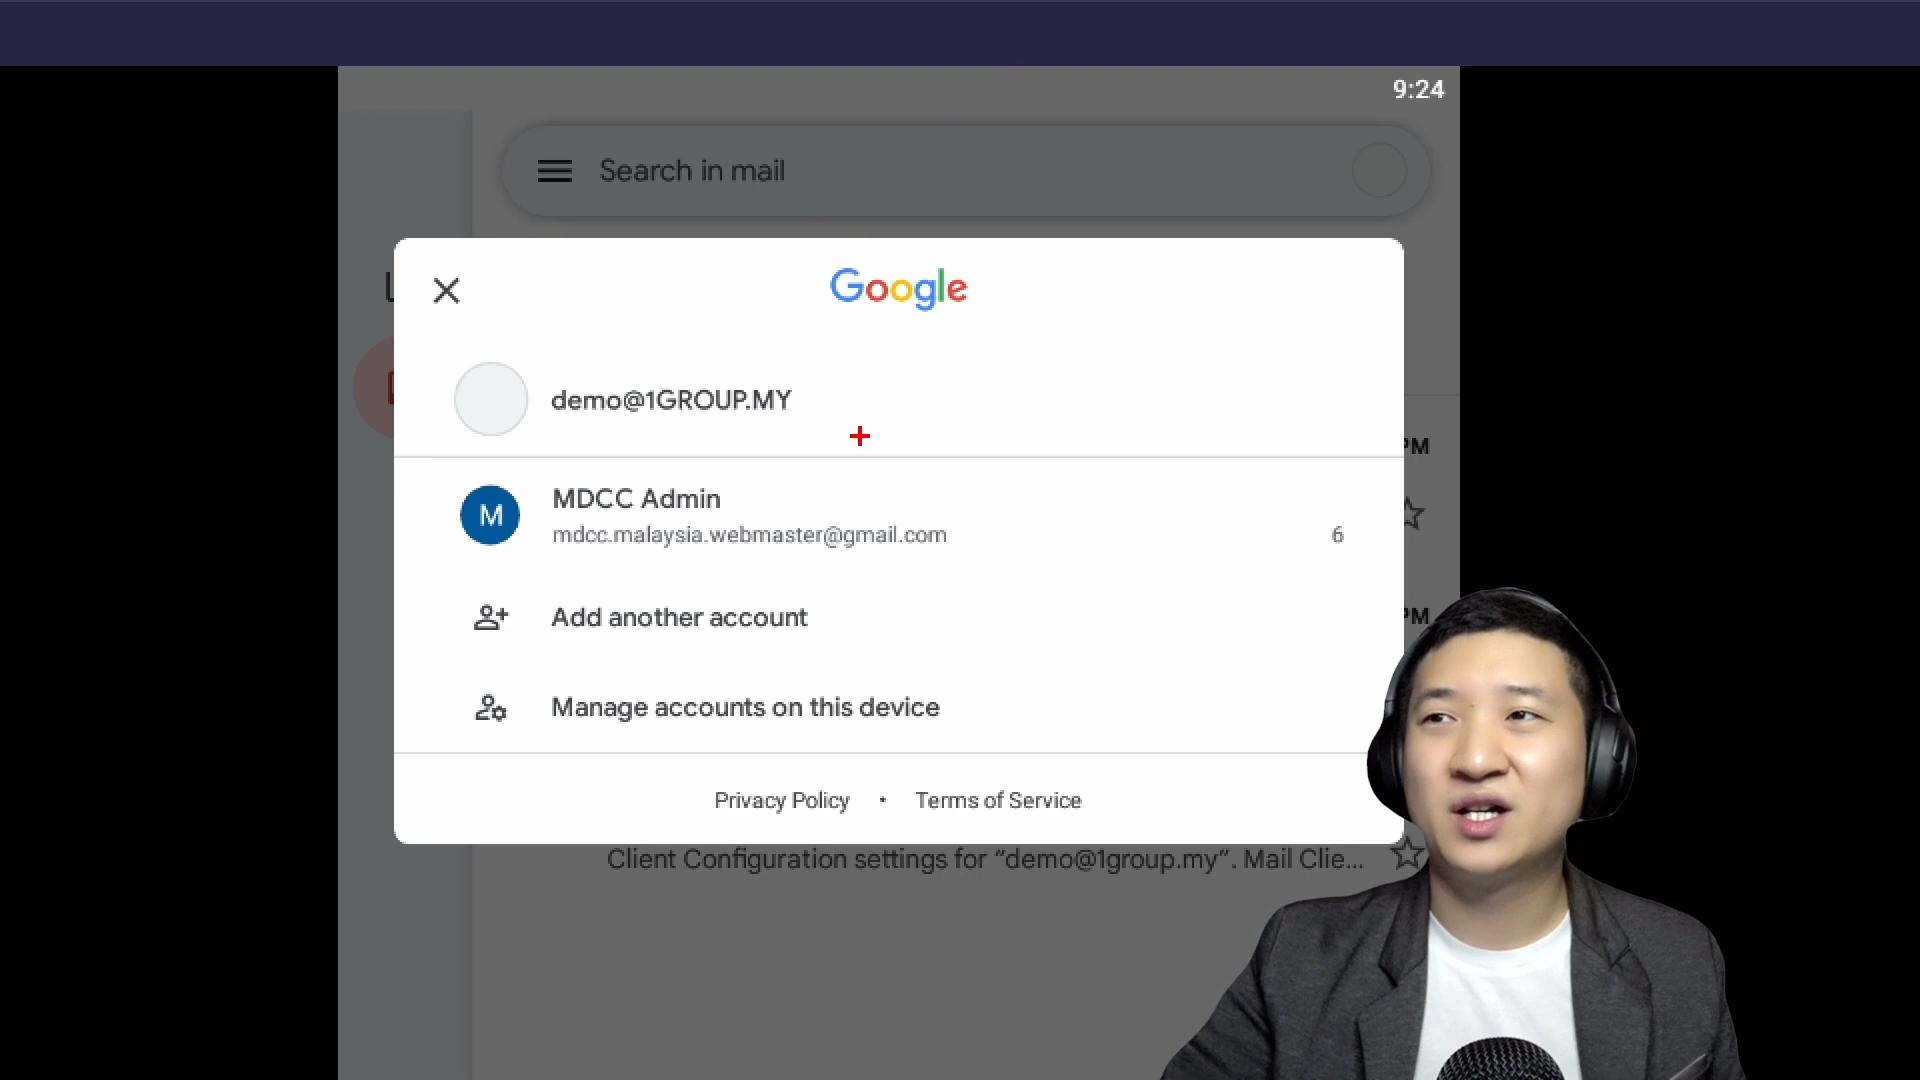 9:24
Search in mail
Google
demo@1GROUP.MY
PM
M
MDCC Admin
mdcc.malaysia.webmaster@gmail.com
6
Add another account
PM
Manage accounts on this device
Privacy Policy • Terms of Service
Client Configuration settings for “demo@1group.my”. Mail Clie...